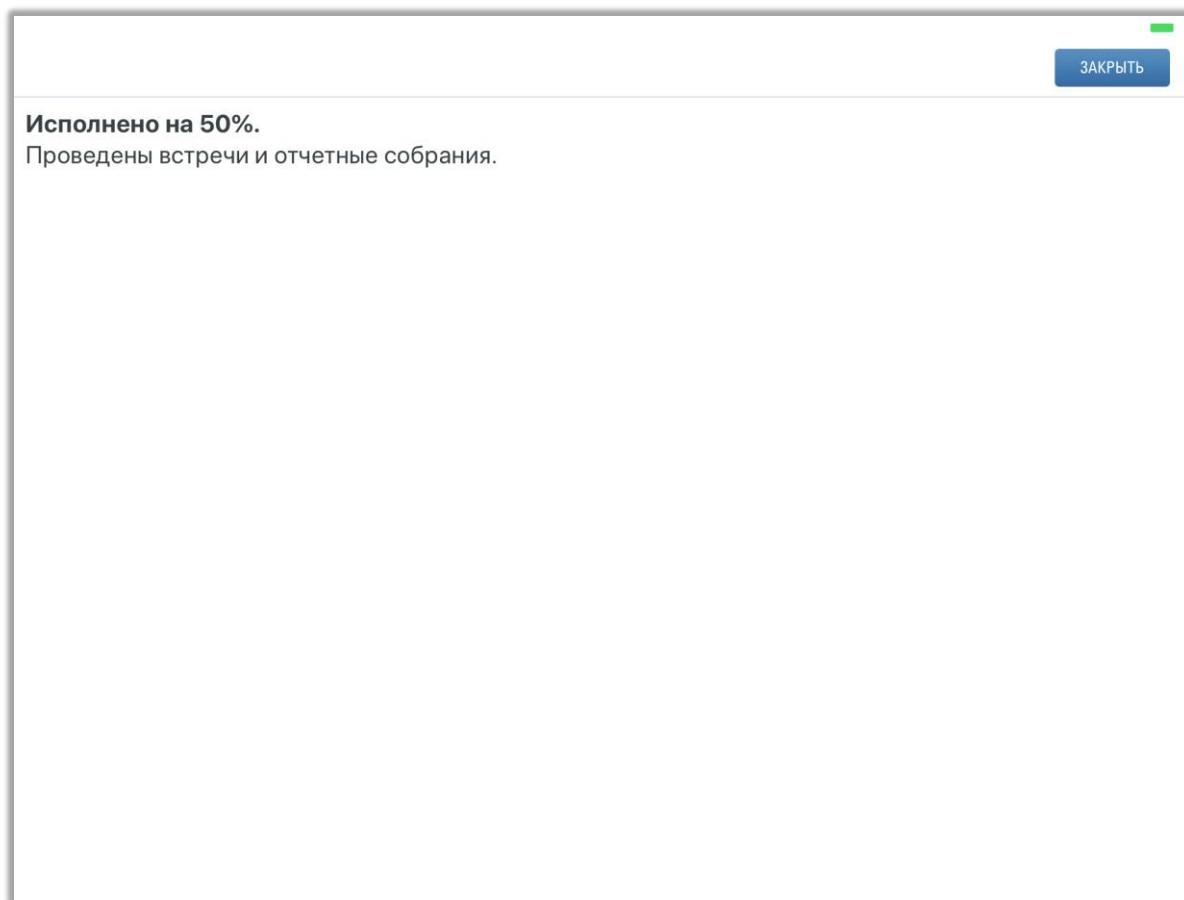 ЗАКРЫТЬ
Исполнено на 50%.
Проведены встречи и отчетные собрания.